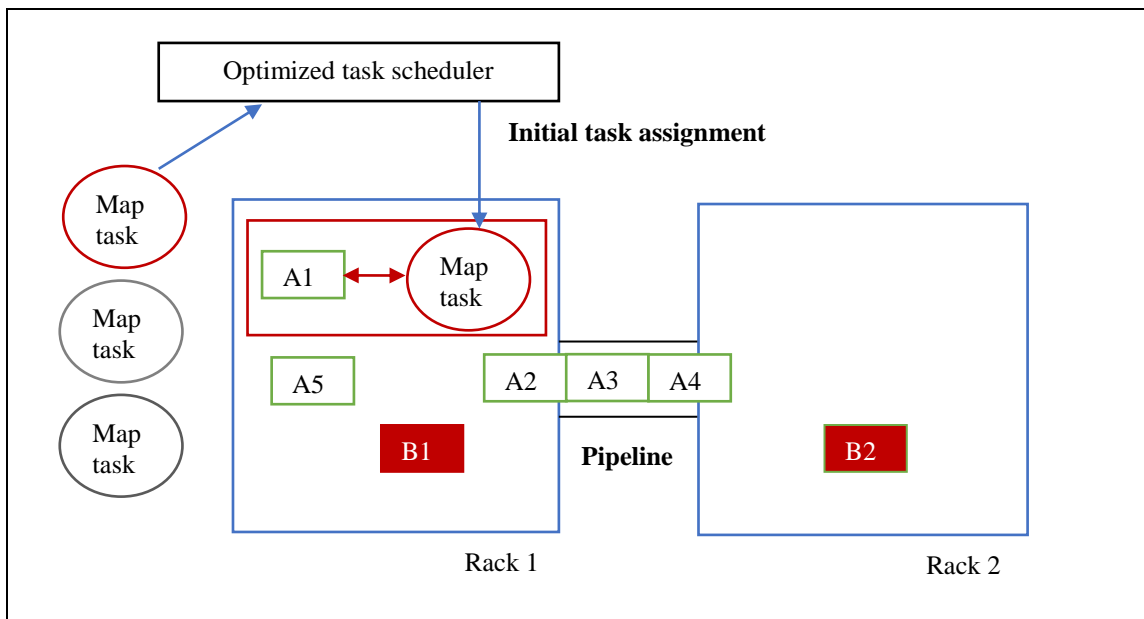 Optimized task scheduler
Initial task assignment
Map
task
Map
task
A1
Map
task
A5
A2
A3
A4
Map
task
B1
Pipeline
B2
Rack 1
Rack 2